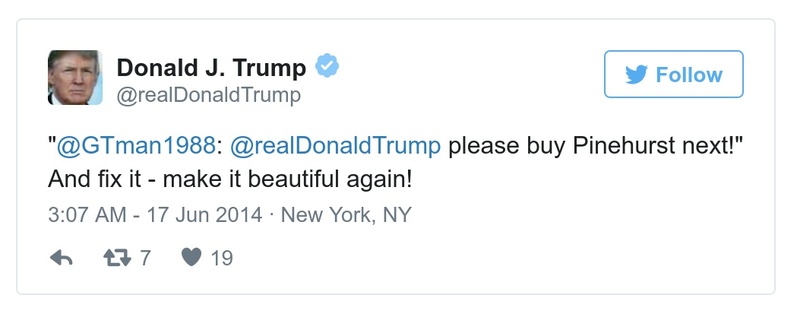 Donald J. Trump
@realDonaldTrump
Follow
"@GTman1988: @realDonaldTrump please buy Pinehurst next!"
And fix it - make it beautiful again!
3:07 AM - 17 Jun 2014 · New York, NY
7 19